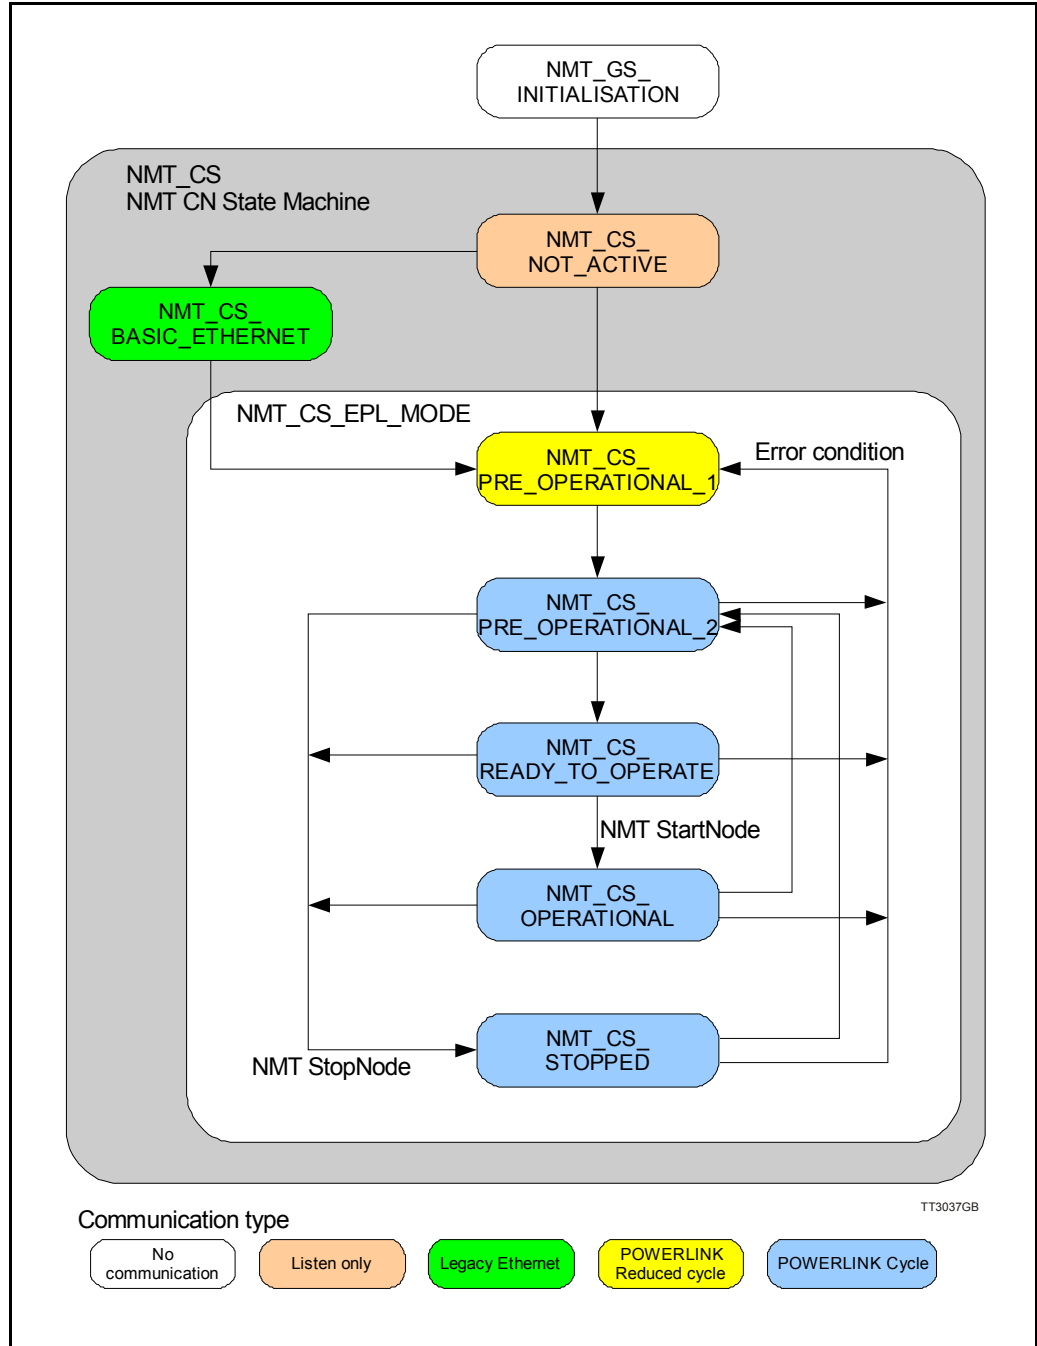 NMT_GS_
INITIALISATION
NMT_CS
NMT CN State Machine
NMT_CS_
NOT_ACTIVE
NMT_CS_
BASIC_ETHERNET
NMT_CS_EPL_MODE
NMT_CS_
PRE_OPERATIONAL_1
Error condition
NMT_CS_
PRE_OPERATIONAL_2
NMT_CS_
READY_TO_OPERATE
NMT StartNode
NMT_CS_
OPERATIONAL
NMT_CS_
STOPPED
NMT StopNode
TT3037GB
Communication type
No
communication
Listen only
Legacy Ethernet
POWERLINK
Reduced cycle
POWERLINK Cycle